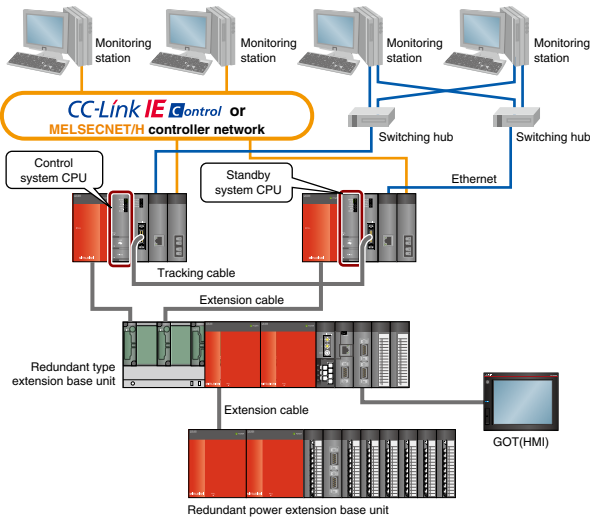 Monitoring
station
Monitoring
station
Monitoring
station
Monitoring
station
CC-Link IE Control or
MELSECNET/H controller network
Switching hub
Switching hub
Control
system CPU
Standby
system CPU
Ethernet
Tracking cable
Extension cable
Redundant type
extension base unit
Extension cable
GOT(HMI)
Redundant power extension base unit